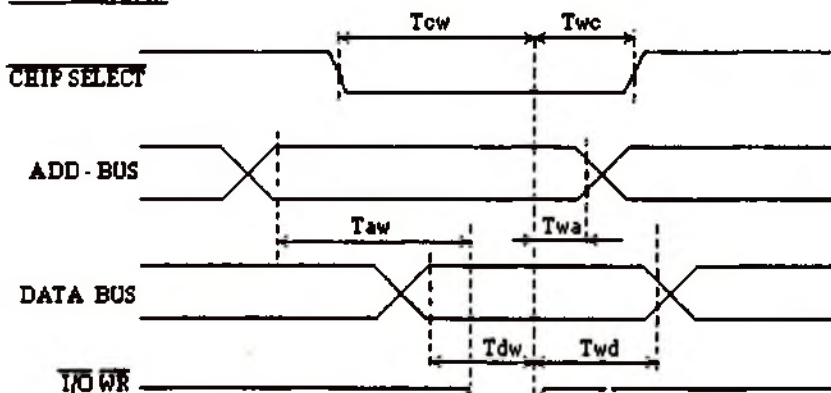 Tcw Twc
CHIP SELECT
ADD - BUS
Taw Twa
DATA BUS
Tdw Twd
I/O WR